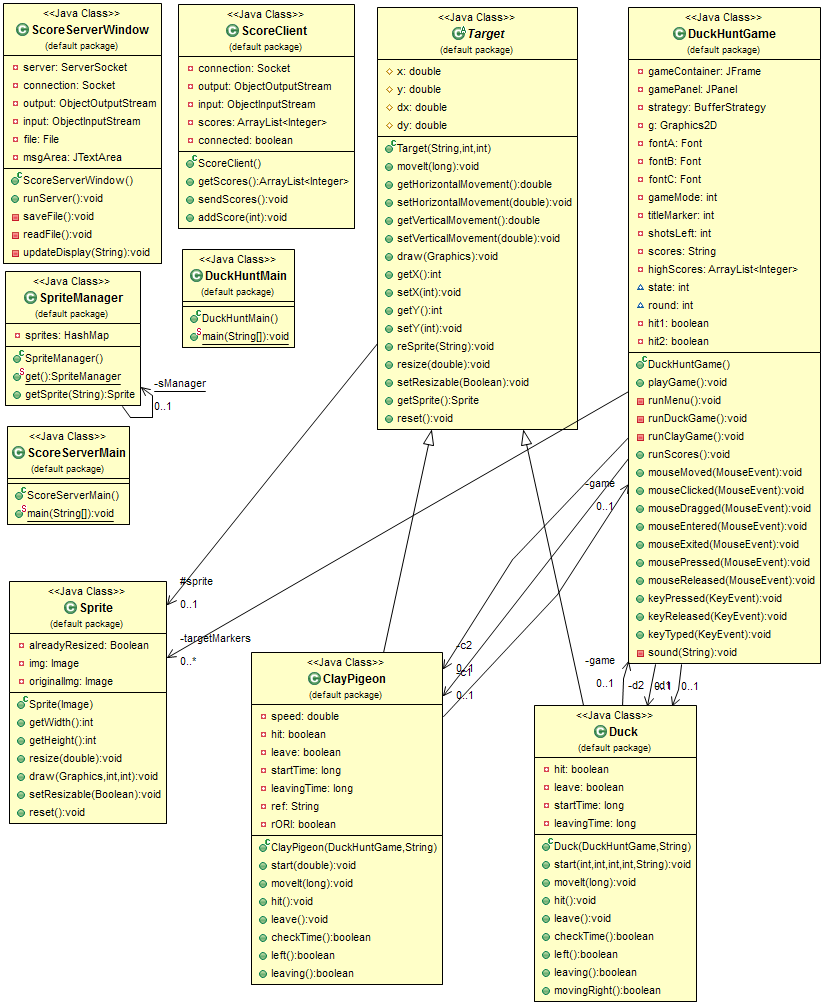 <<Java Class>>
ScoreServerWindow
(default package)
server: ServerSocket
connection: Socket
output: ObjectOutputStream
input: ObjectInputStream
file: File
msgArea: JTextArea
ScoreServerWindow()
runServer():void
saveFile():void
readFile():void
updateDisplay(String):void
<<Java Class>>
ScoreClient
(default package)
connection: Socket
output: ObjectOutputStream
input: ObjectInputStream
scores: ArrayList<Integer>
connected: boolean
ScoreClient()
getScores():ArrayList<Integer>
sendScores():void
addScore(int):void
<<Java Class>>
Target
(default package)
x: double
y: double
dx: double
dy: double
Target(String,int,int)
moveIt(long):void
getHorizontalMovement():double
setHorizontalMovement(double):void
getVerticalMovement():double
setVerticalMovement(double):void
draw(Graphics):void
getX():int
setX(int):void
getY():int
setY(int):void
reSprite(String):void
resize(double):void
setResizable(Boolean):void
getSprite():Sprite
reset():void
<<Java Class>>
DuckHuntGame
(default package)
gameContainer: JFrame
gamePanel: JPanel
strategy: BufferStrategy
g: Graphics2D
fontA: Font
fontB: Font
fontC: Font
gameMode: int
titleMarker: int
shotsLeft: int
scores: String
highScores: ArrayList<Integer>
state: int
round: int
hit1: boolean
hit2: boolean
DuckHuntGame()
playGame():void
runMenu():void
runDuckGame():void
runClayGame():void
runScores():void
mouseMoved(MouseEvent):void
mouseClicked(MouseEvent):void
mouseDragged(MouseEvent):void
mouseEntered(MouseEvent):void
mouseExited(MouseEvent):void
mousePressed(MouseEvent):void
mouseReleased(MouseEvent):void
keyPressed(KeyEvent):void
keyReleased(KeyEvent):void
keyTyped(KeyEvent):void
sound(String):void
<<Java Class>>
SpriteManager
(default package)
sprites: HashMap
SpriteManager()
get():SpriteManager
getSprite(String):Sprite
-sManager
0..1
<<Java Class>>
DuckHuntMain
(default package)
DuckHuntMain()
main(String[]):void
<<Java Class>>
ScoreServerMain
(default package)
ScoreServerMain()
main(String[]):void
-game
0..1
#sprite
0..1
-targetMarkers
0..*
<<Java Class>>
Sprite
(default package)
alreadyResized: Boolean
img: Image
originalImg: Image
Sprite(Image)
getWidth():int
getHeight():int
resize(double):void
draw(Graphics,int,int):void
setResizable(Boolean):void
reset():void
-c2
0..1
-c1
0..1
<<Java Class>>
ClayPigeon
(default package)
speed: double
hit: boolean
leave: boolean
startTime: long
leavingTime: long
ref: String
rORl: boolean
ClayPigeon(DuckHuntGame,String)
start(double):void
moveIt(long):void
hit():void
leave():void
checkTime():boolean
left():boolean
leaving():boolean
-game
0..1
-d2
0..1
-d1
0..1
<<Java Class>>
Duck
(default package)
hit: boolean
leave: boolean
startTime: long
leavingTime: long
Duck(DuckHuntGame,String)
start(int,int,int,int,String):void
moveIt(long):void
hit():void
leave():void
checkTime():boolean
left():boolean
leaving():boolean
movingRight():boolean